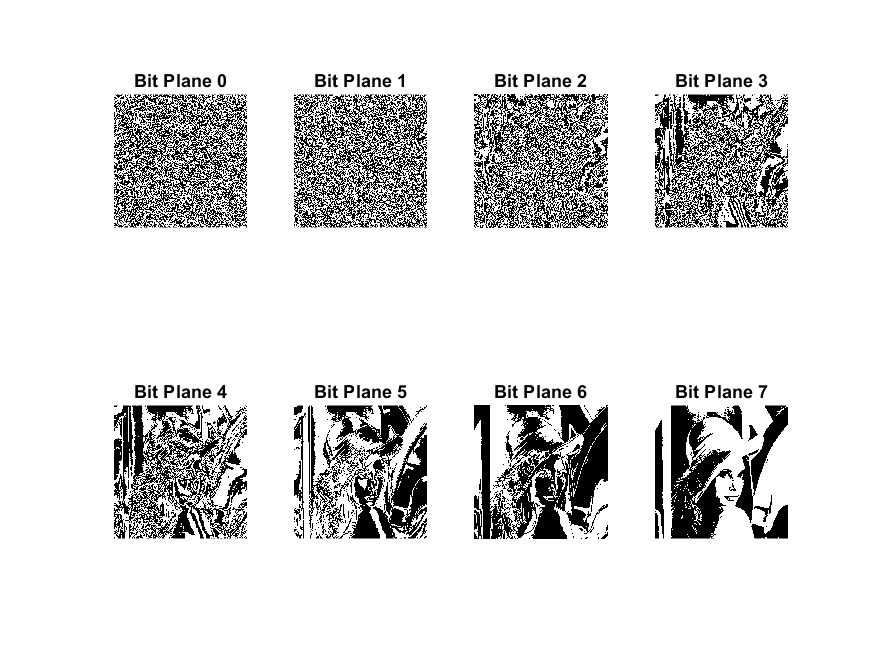 Bit Plane 0
Bit Plane 1
Bit Plane 2
Bit Plane 3
Bit Plane 4
Bit Plane 5
Bit Plane 6
Bit Plane 7